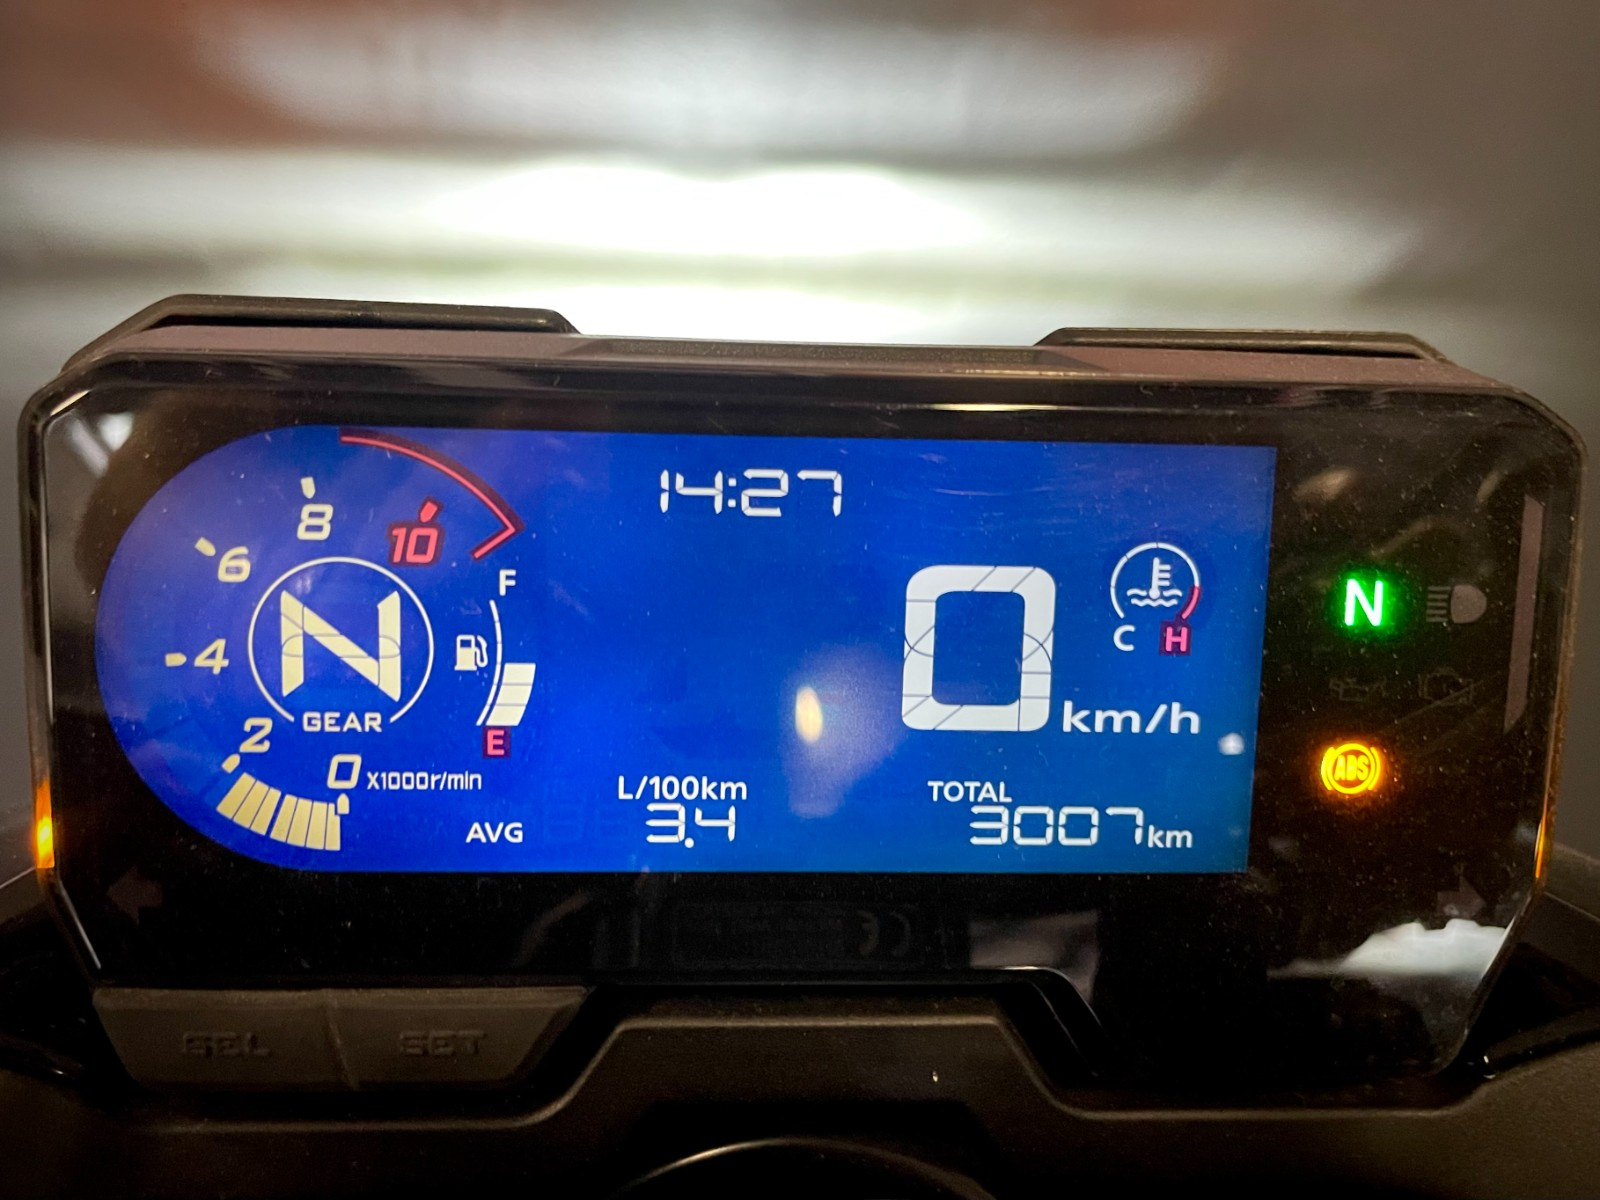 14:27
8
10
6
F
N
0
C H
N
4
GEAR
km/h
2
E
ABS
0 X1000r/min
L/100km
TOTAL
AVG
3.4
3007km
CE
SEL SET